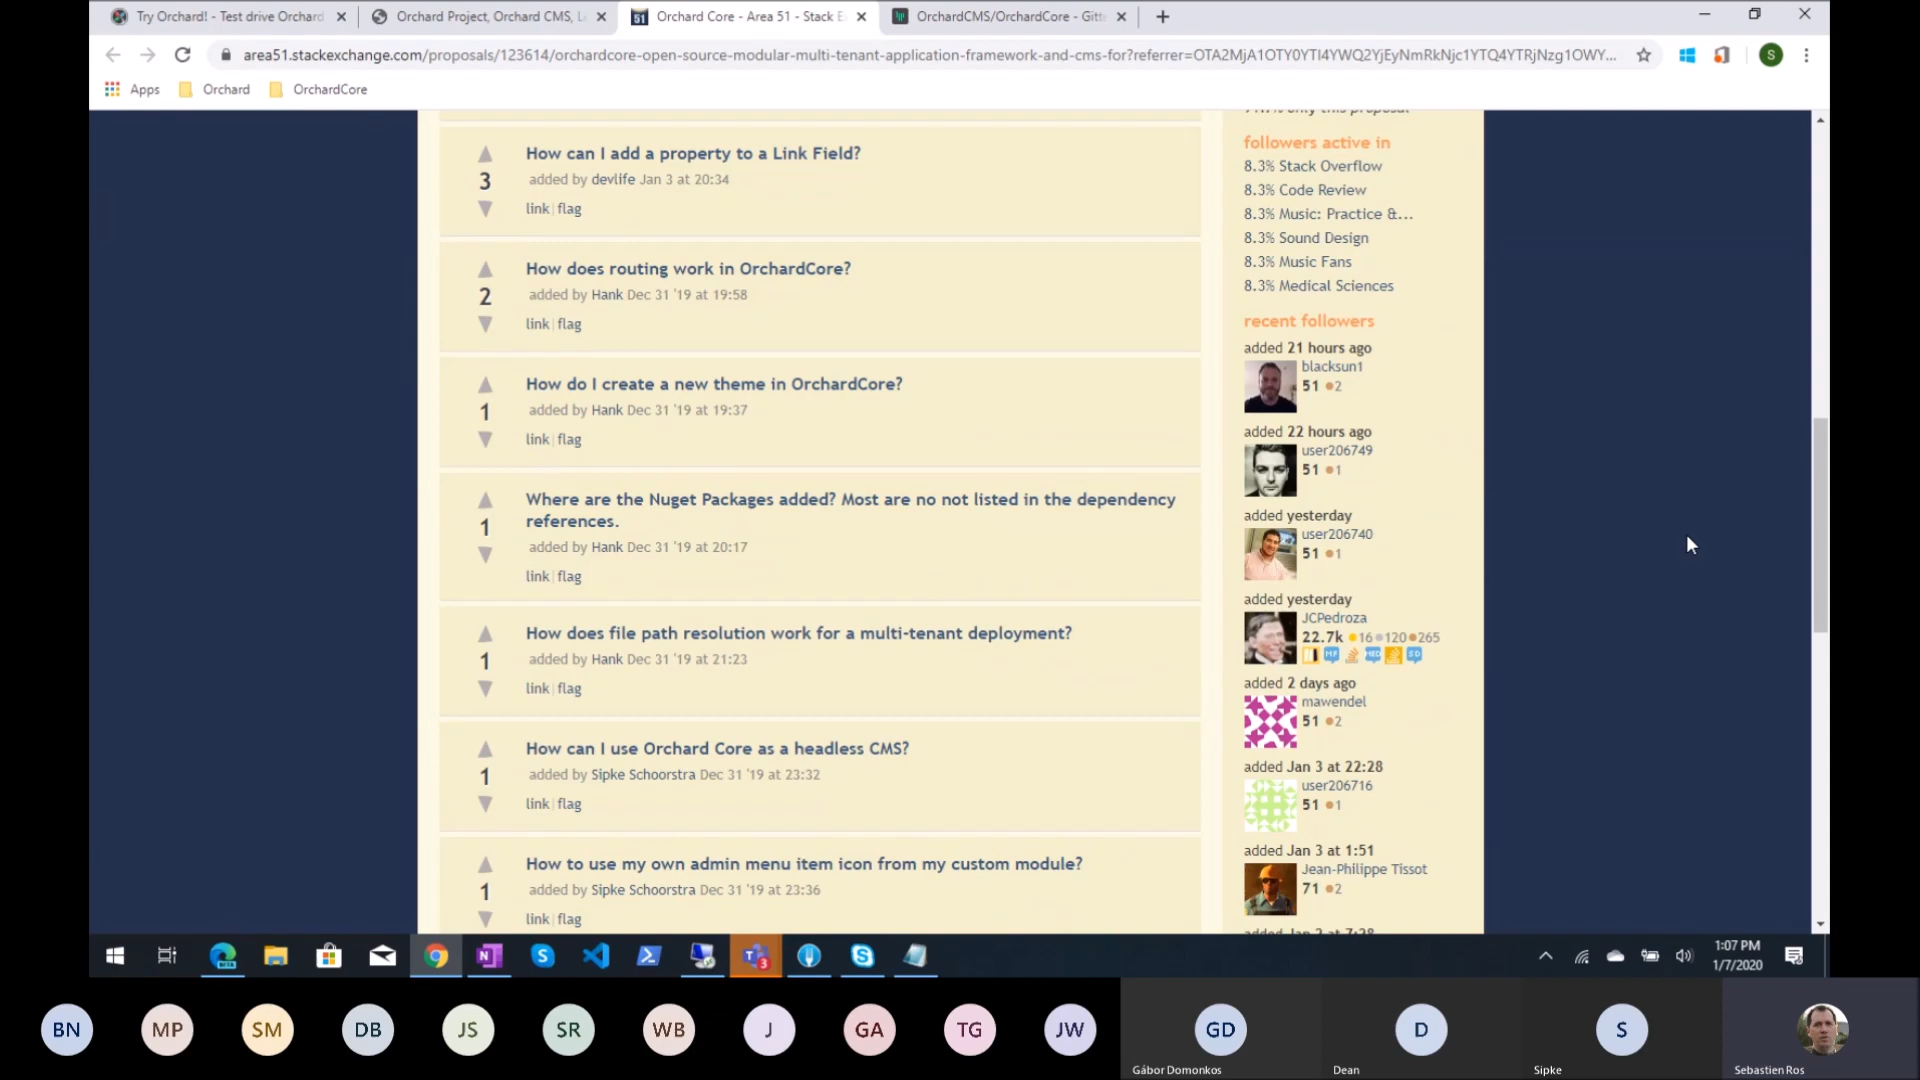 Try Orchard! - Test drive Orchard
Orchard Project, Orchard CMS, L
Orchard Core - Area 51 - Stack E
OrchardCMS/OrchardCore - Gitt
area51.stackexchange.com/proposals/123614/orchardcore-open-source-modular-multi-tenant-application-framework-and-cms-for?referrer=OTA2MjA1OTY0YTI4YWQ2YjEyNmRkNjc1YTQ4YTRjNzg1OWY...
S
Apps
Orchard
OrchardCore
only this proposal
How can I add a property to a Link Field?
3
added by devlife Jan 3 at 20:34
link | flag
How does routing work in OrchardCore?
2
added by Hank Dec 31 '19 at 19:58
link | flag
How do I create a new theme in OrchardCore?
1
added by Hank Dec 31 '19 at 19:37
link | flag
Where are the Nuget Packages added? Most are no not listed in the dependency
references.
1
added by Hank Dec 31 '19 at 20:17
link | flag
How does file path resolution work for a multi-tenant deployment?
1
added by Hank Dec 31 '19 at 21:23
link | flag
How can I use Orchard Core as a headless CMS?
1
added by Sipke Schoorstra Dec 31 '19 at 23:32
link | flag
How to use my own admin menu item icon from my custom module?
1
added by Sipke Schoorstra Dec 31 '19 at 23:36
link | flag
followers active in
8.3% Stack Overflow
8.3% Code Review
8.3% Music: Practice &...
8.3% Sound Design
8.3% Music Fans
8.3% Medical Sciences
recent followers
added 21 hours ago
blacksun1
51 ●2
added 22 hours ago
user206749
51 ●1
added yesterday
user206740
51 ●1
added yesterday
JCPedroza
22.7k ●16●120●265
added 2 days ago
mawendel
51 ●2
added Jan 3 at 22:28
user206716
51 ●1
added Jan 3 at 1:51
Jean-Philippe Tissot
71 ●2
added Jan 2 at 7:28
1:07 PM
1/7/2020
BN
MP
SM
DB
JS
SR
WB
J
GA
TG
JW
GD
D
S
Gábor Domonkos
Dean
Sipke
Sebastien Ros